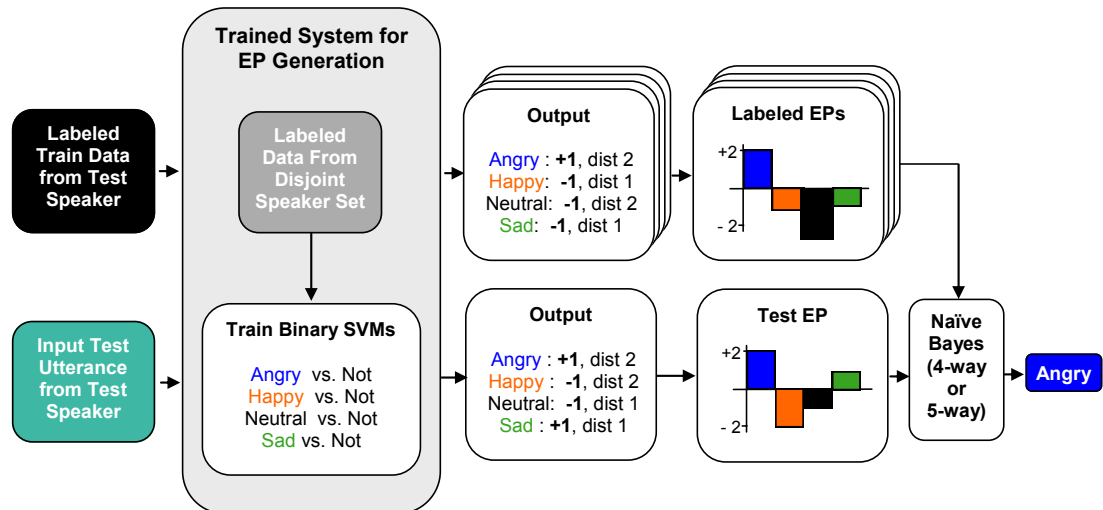 Trained System for
EP Generation
Labeled
Train Data
from Test
Speaker
Labeled
Data From
Disjoint
Speaker Set
Output
Angry : +1, dist 2
Happy: -1, dist 1
Neutral: -1, dist 2
Sad: -1, dist 1
Labeled EPs
+2
- 2
Input Test
Utterance
from Test
Speaker
Train Binary SVMs
Angry vs. Not
Happy vs. Not
Neutral vs. Not
Sad vs. Not
Output
Angry : +1, dist 2
Happy : -1, dist 2
Neutral: -1, dist 1
Sad : +1, dist 1
Test EP
+2
- 2
Naïve
Bayes
(4-way
or
5-way)
Angry